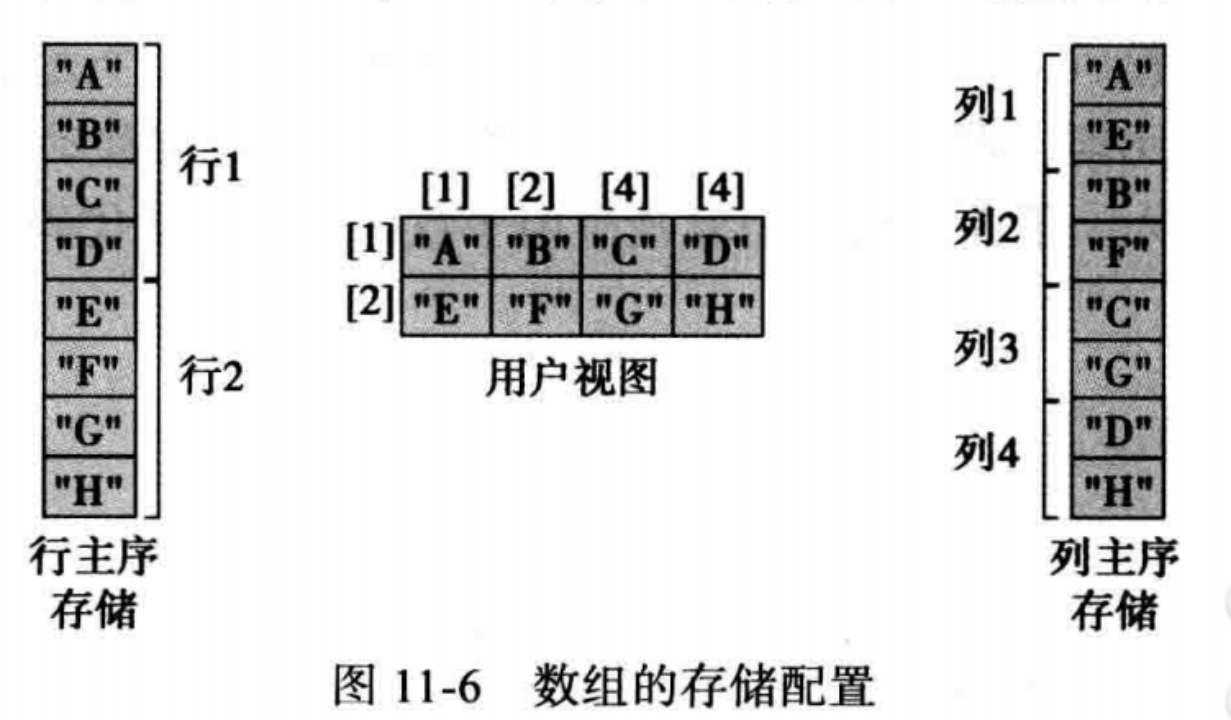 "A"
"B"
"C"
"D"
"E"
"F"
"G"
"H"
行1
行2
行主序
存储
[1] [2] [4] [4]
[1] "A" "B" "C" "D"
[2] "E" "F" "G" "H"
用户视图
列1
列2
列3
列4
"A"
"E"
"B"
"F"
"C"
"G"
"D"
"H"
列主序
存储
图 11-6 数组的存储配置